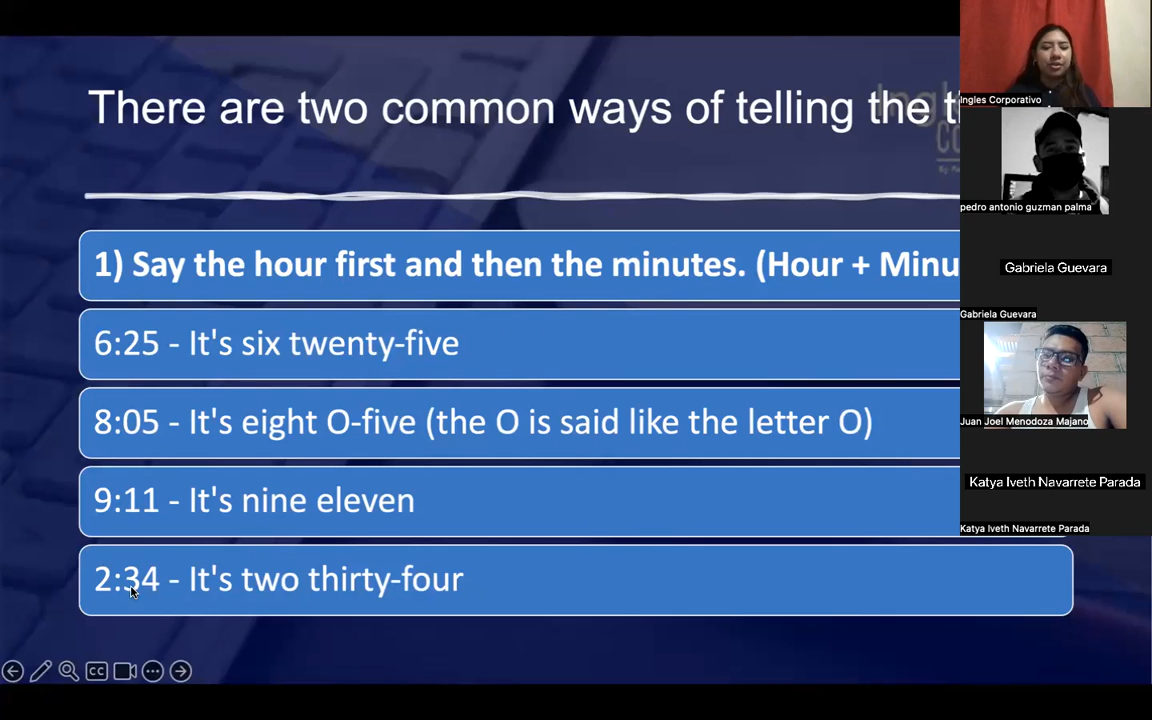 There are two common ways of telling the t
1) Say the hour first and then the minutes. (Hour + Minu
6:25 - It's six twenty-five
8:05 - It's eight O-five (the O is said like the letter O)
9:11 - It's nine eleven
2:34 - It's two thirty-four
CC
Ingles Corporativo
pedro antonio guzman palma
Gabriela Guevara
Gabriela Guevara
Juan Joel Menodoza Majano
Katya Iveth Navarrete Parada
Katya Iveth Navarrete Parada